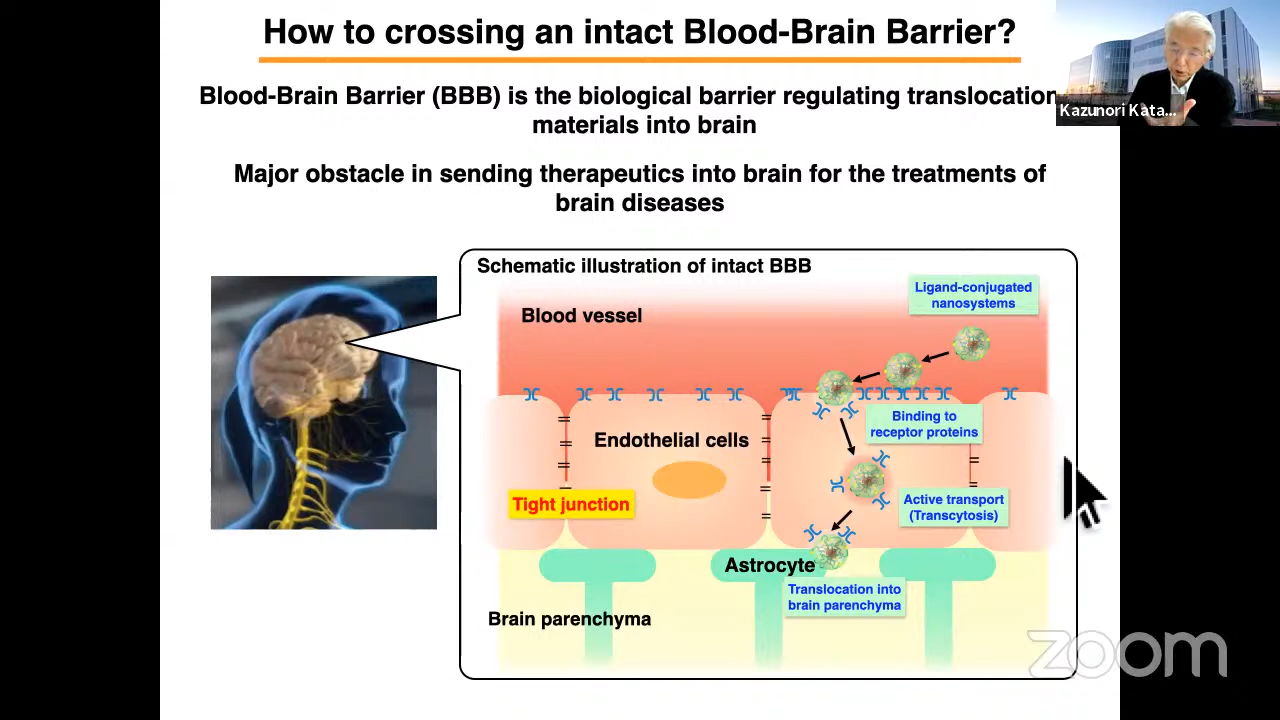 How to crossing an intact Blood-Brain Barrier?
Kazunori Kata...
Blood-Brain Barrier (BBB) is the biological barrier regulating translocation
materials into brain
Major obstacle in sending therapeutics into brain for the treatments of
brain diseases
Schematic illustration of intact BBB
Ligand-conjugated
nanosystems
Blood vessel
Binding to
receptor proteins
Endothelial cells
Tight junction
Active transport
(Transcytosis)
Astrocyte
Translocation into
brain parenchyma
Brain parenchyma
zoom